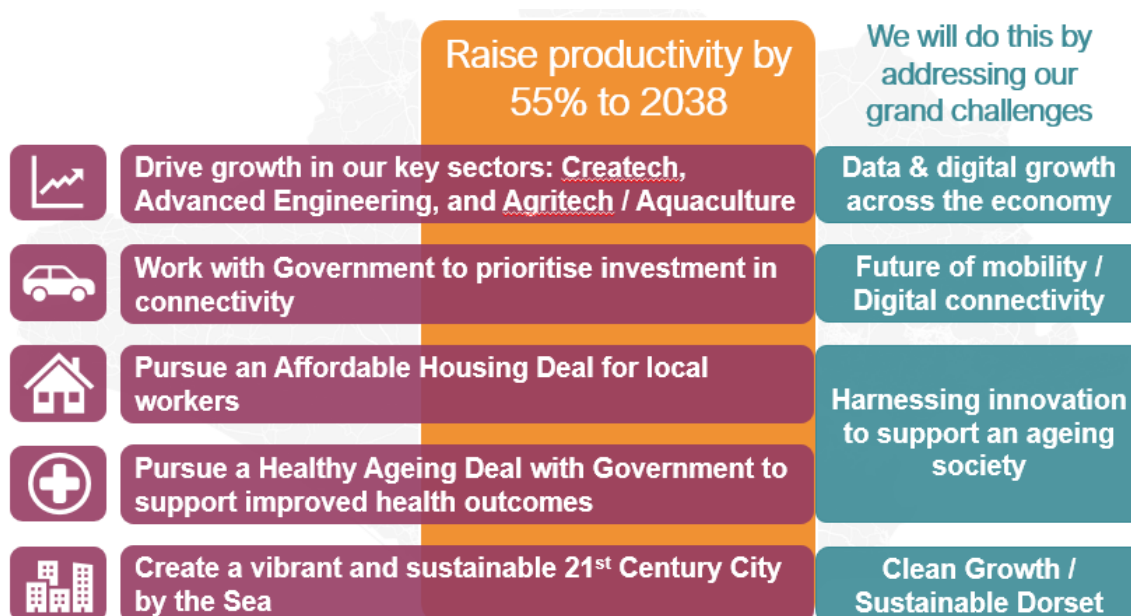 Raise productivity by
55% to 2038
We will do this by
addressing our
grand challenges
Drive growth in our key sectors: Createch,
Advanced Engineering, and Agritech / Aquaculture
Data & digital growth
across the economy
Work with Government to prioritise investment in
connectivity
Future of mobility /
Digital connectivity
Pursue an Affordable Housing Deal for local
workers
Pursue a Healthy Ageing Deal with Government to
support improved health outcomes
Harnessing innovation
to support an ageing
society
Create a vibrant and sustainable 21st Century City
by the Sea
Clean Growth /
Sustainable Dorset